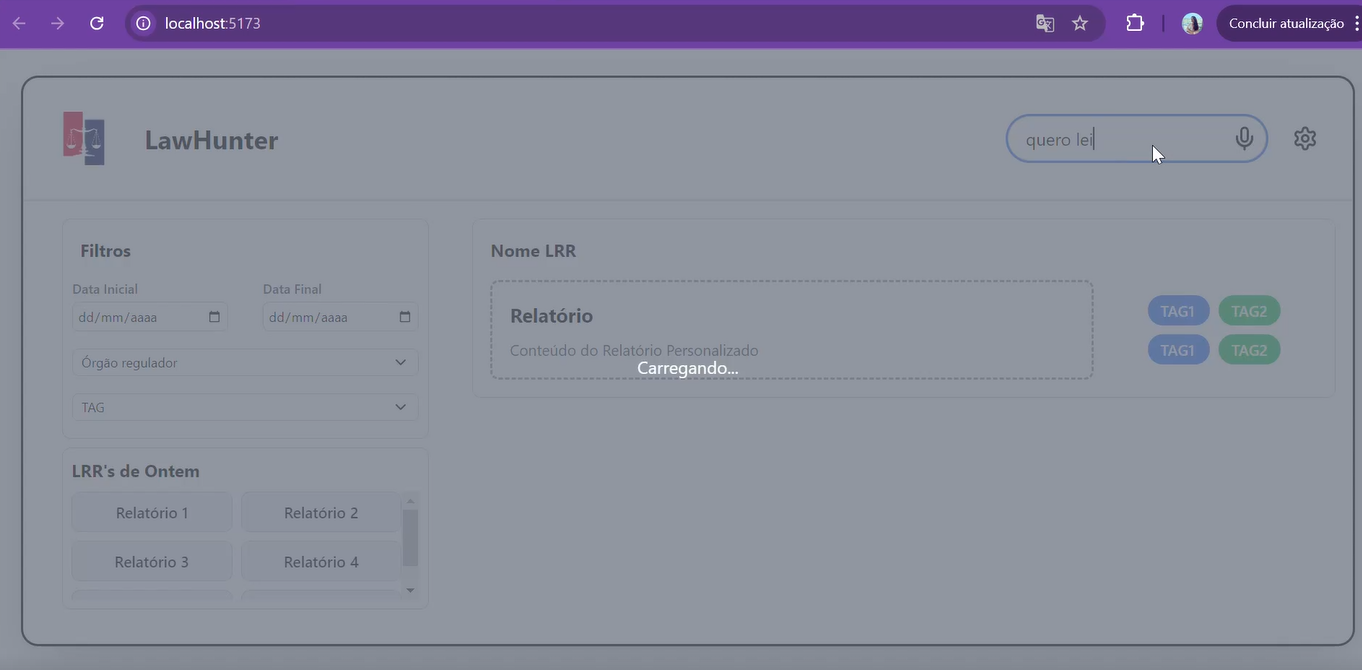 localhost:5173
Concluir atualização
LawHunter
quero lei
Filtros
Data Inicial
Data Final
dd/mm/aaaa
dd/mm/aaaa
Órgão regulador
TAG
LRR's de Ontem
Relatório 1
Relatório 2
Relatório 3
Relatório 4
Nome LRR
Relatório
Conteúdo do Relatório Personalizado
Carregando...
TAG1
TAG2
TAG1
TAG2